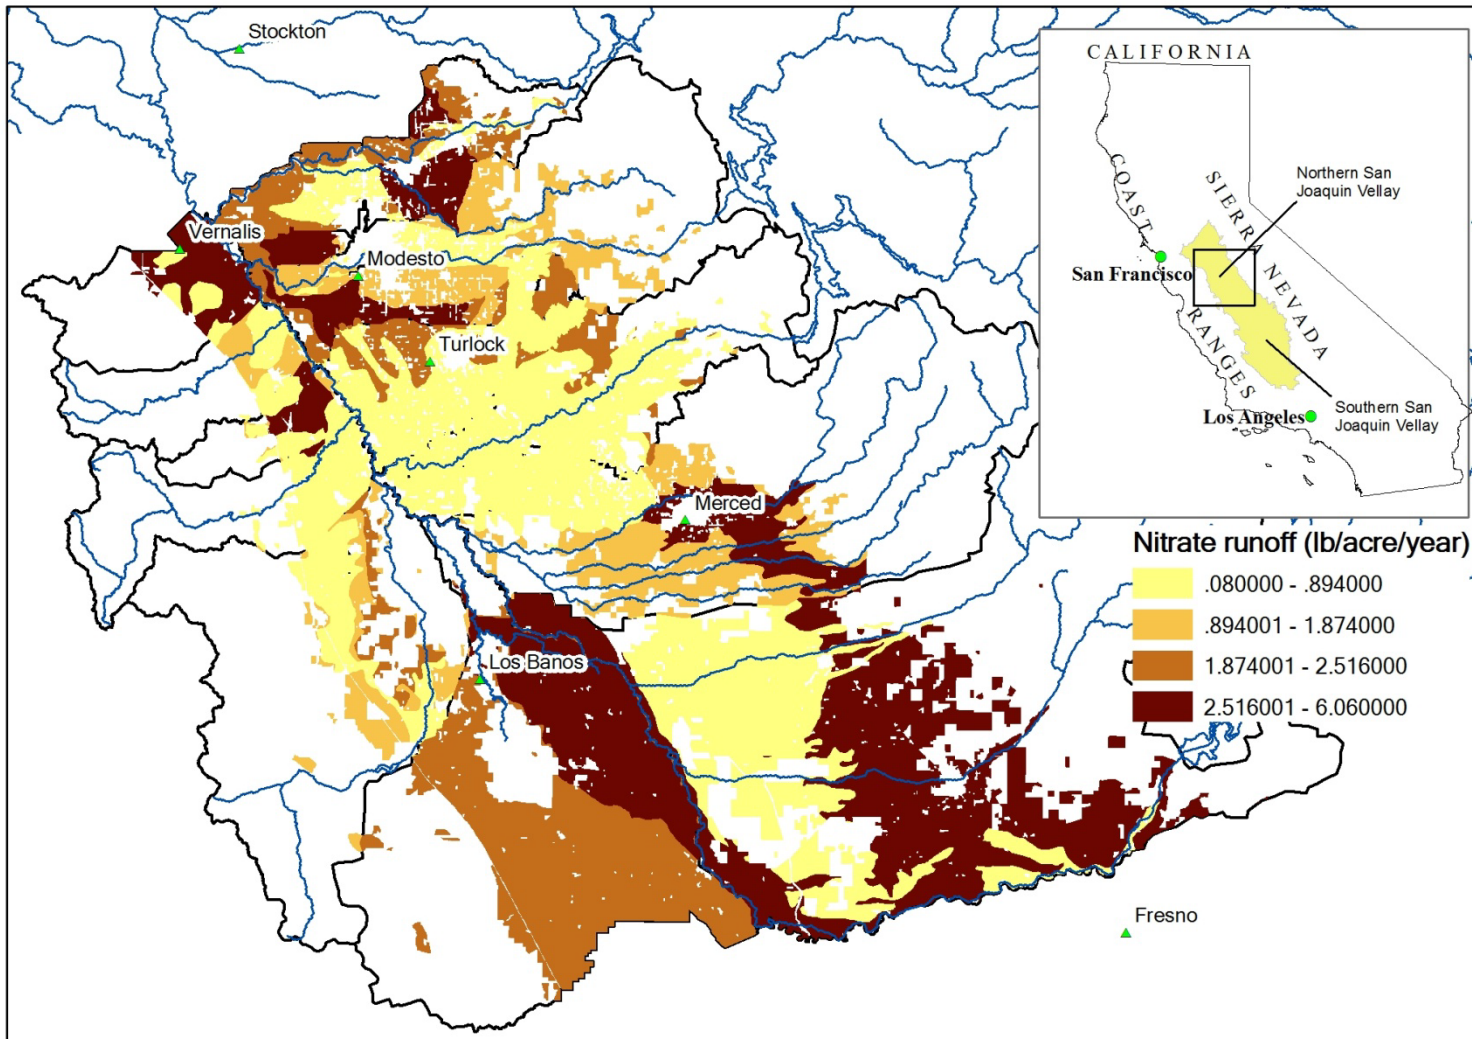 Stockton
Vernalis
Modesto
Turlock
Merced
Los Banos
Fresno
CALIFORNIA
COAST
RANGES
SIERRA NEVADA
Northern San
Joaquin Vellay
San Francisco
Los Angeles
Southern San
Joaquin Vellay
Nitrate runoff (lb/acre/year)
.080000 - .894000
.894001 - 1.874000
1.874001 - 2.516000
2.516001 - 6.060000